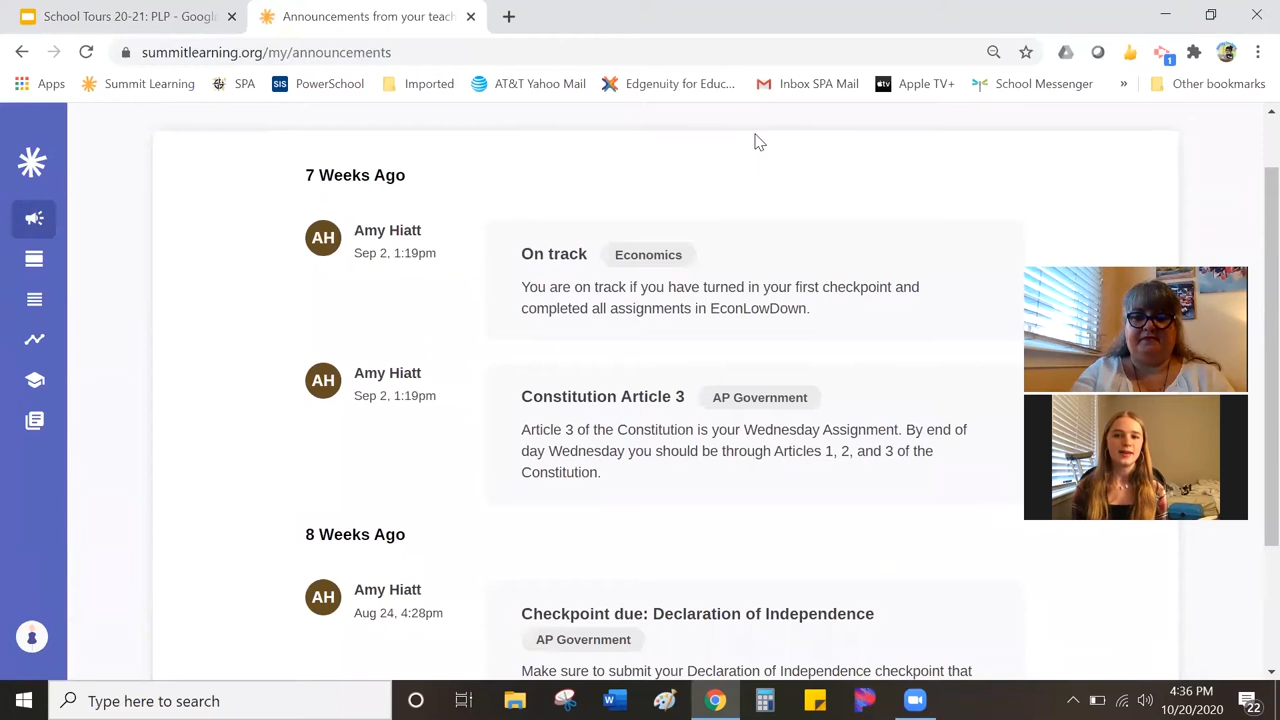 School Tours 20-21: PLP - Google
Announcements from your teach
summitlearning.org/my/announcements
1
Apps
Summit Learning
SPA
SIS
PowerSchool
Imported
AT&T Yahoo Mail
Edgenuity for Educ...
Inbox SPA Mail
Apple TV+
School Messenger
»
Other bookmarks
7 Weeks Ago
AH
Amy Hiatt
Sep 2, 1:19pm
On track
Economics
You are on track if you have turned in your first checkpoint and
completed all assignments in EconLowDown.
AH
Amy Hiatt
Sep 2, 1:19pm
Constitution Article 3
AP Government
Article 3 of the Constitution is your Wednesday Assignment. By end of
day Wednesday you should be through Articles 1, 2, and 3 of the
Constitution.
8 Weeks Ago
AH
Amy Hiatt
Aug 24, 4:28pm
Checkpoint due: Declaration of Independence
AP Government
Make sure to submit your Declaration of Independence checkpoint that
Type here to search
4:36 PM
10/20/2020
22